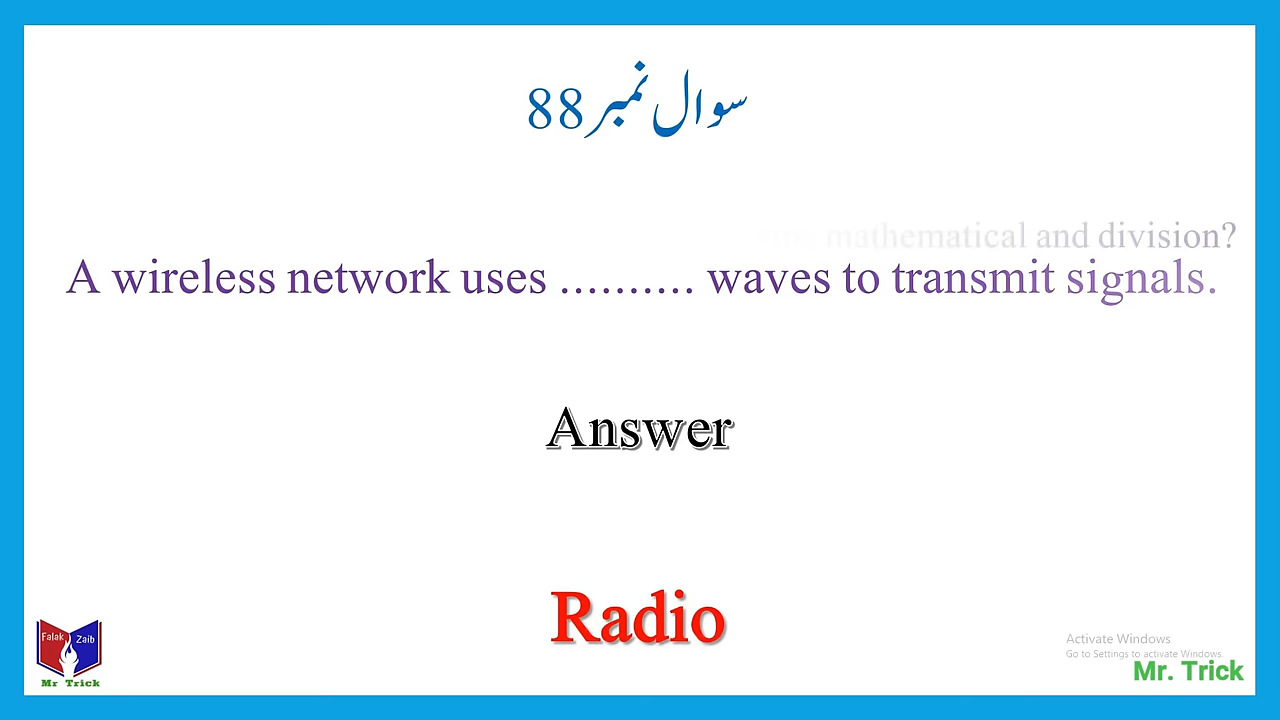 سوال نمبر 88
mathematical and division?
A wireless network uses .......... waves to transmit signals.
Answer
Radio
Falak Zaib
Mr Trick
Activate Windows
Go to Settings to activate Windows.
Mr. Trick